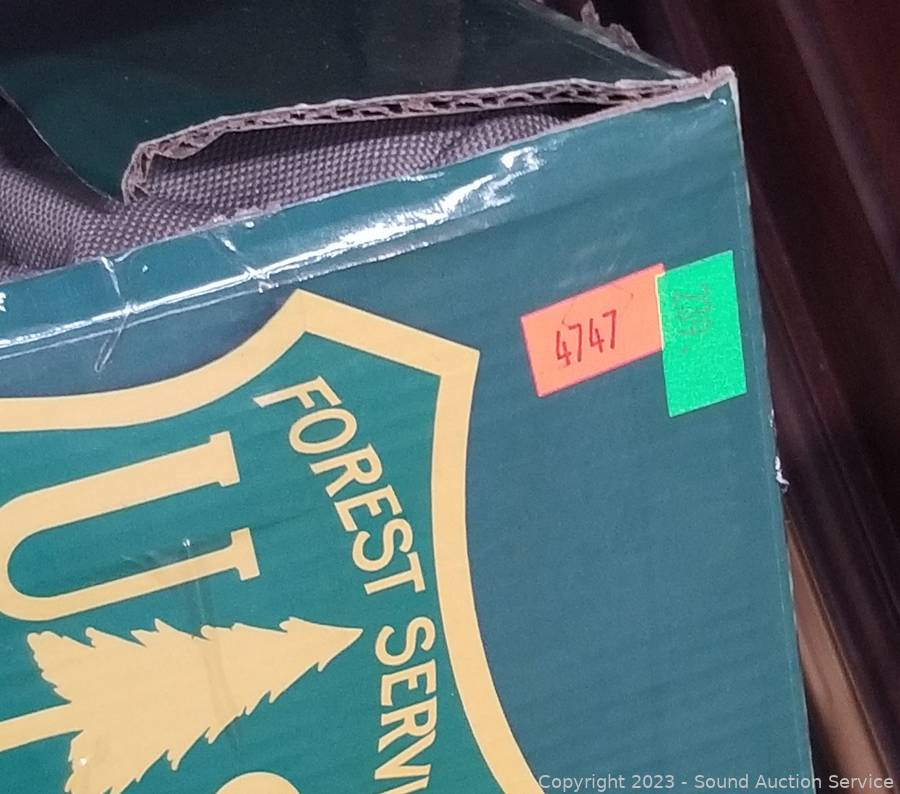 4747
FOREST SERV
U
Copyright 2023 - Sound Auction Service